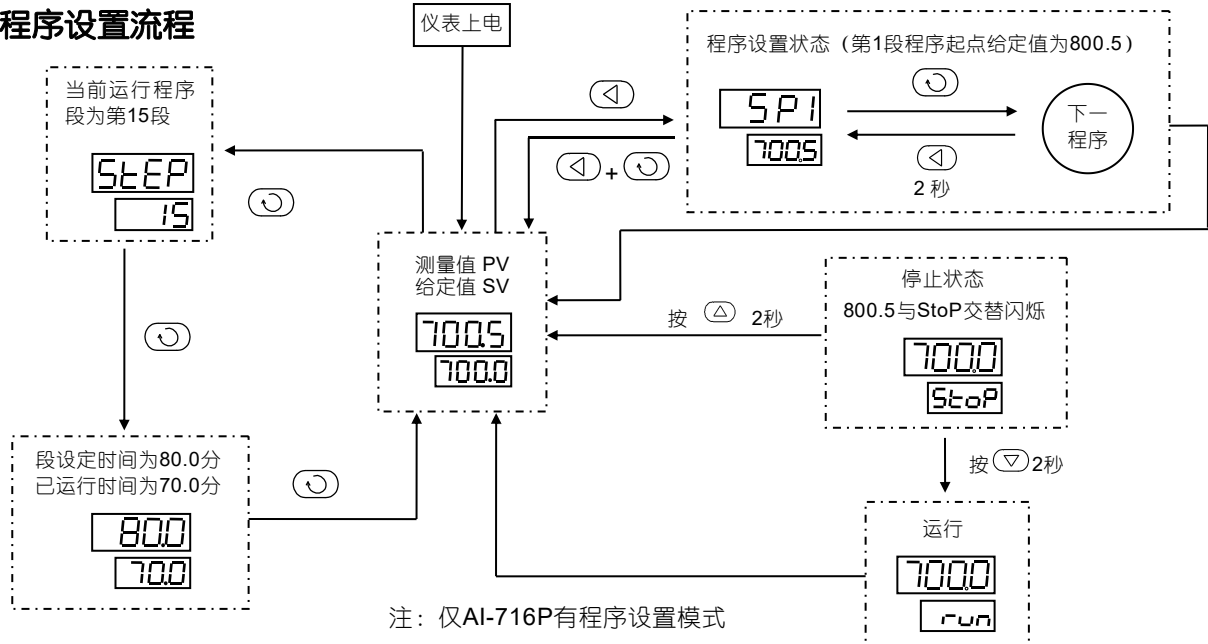 程序设置流程
仪表上电
当前运行程序
段为第15段
StEP
15
程序设置状态（第1段程序起点给定值为800.5）
SP1
700.5
下一
程序
+
2 秒
测量值 PV
给定值 SV
700.5
700.0
停止状态
800.5与StoP交替闪烁
700.0
StoP
按 2秒
按 2秒
段设定时间为80.0分
已运行时间为70.0分
80.0
70.0
运行
700.0
run
注：仅AI-716P有程序设置模式